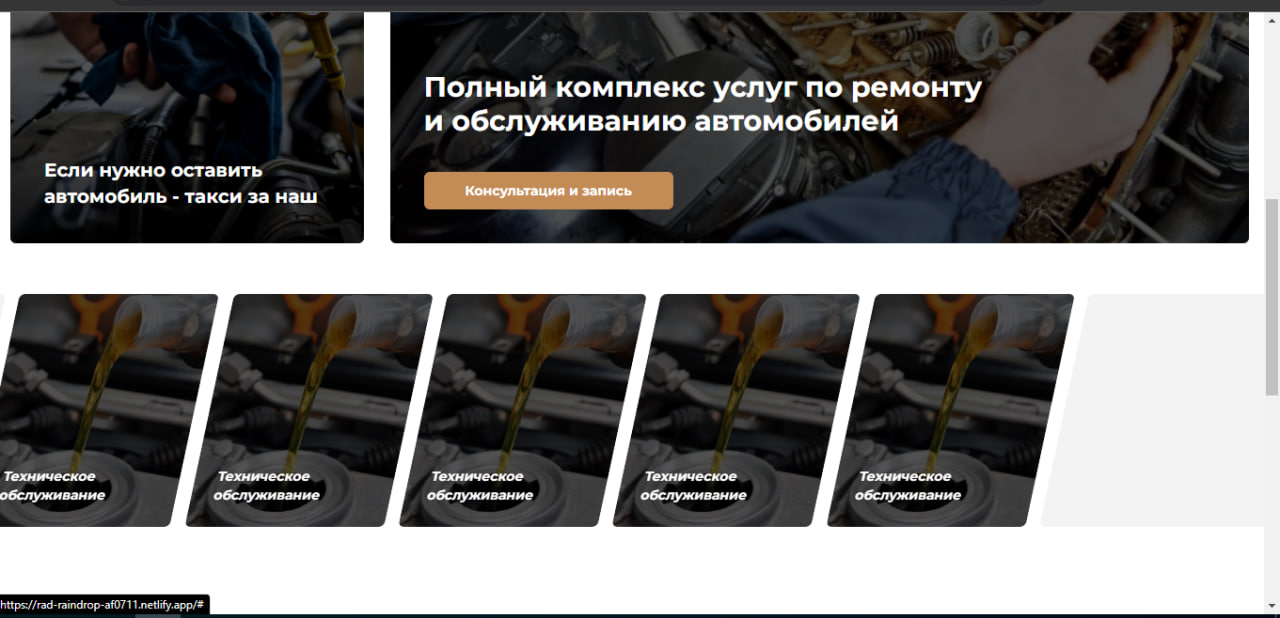 Полный комплекс услуг по ремонту
и обслуживанию автомобилей
Если нужно оставить
автомобиль - такси за наш
Консультация и запись
Техническое
обслуживание
Техническое
обслуживание
Техническое
обслуживание
Техническое
обслуживание
Техническое
обслуживание
https://rad-raindrop-af0711.netlify.app/#